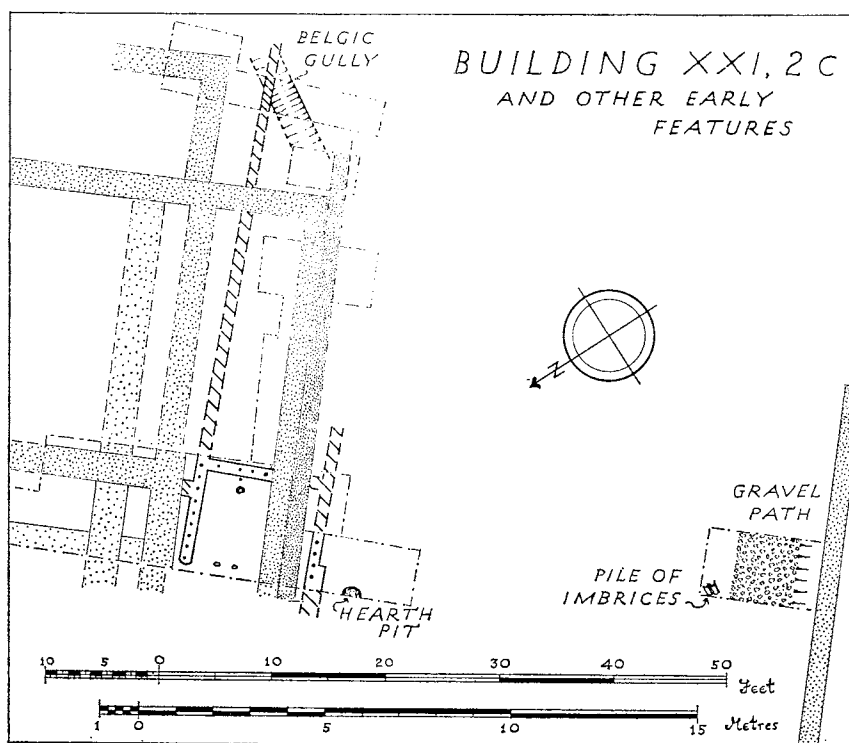 BELGIC
GULLY
BUILDING XXI, 2 C
AND OTHER EARLY
FEATURES
N
GRAVEL
PATH
PILE OF
IMBRICES
HEARTH
PIT
10 5 0 10 20 30 40 50 Feet
1 0 5 10 15 Metres